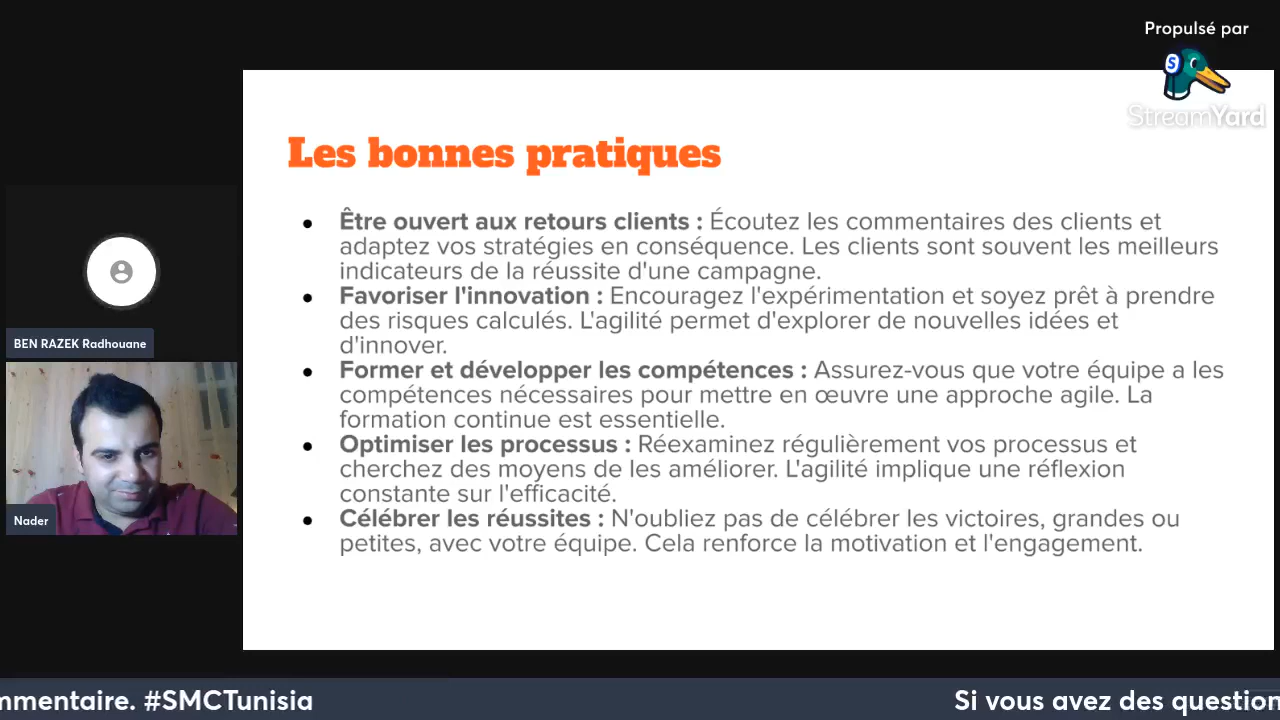 Propulsé par
StreamYard
Les bonnes pratiques
● Être ouvert aux retours clients : Écoutez les commentaires des clients et
adaptez vos stratégies en conséquence. Les clients sont souvent les meilleurs
indicateurs de la réussite d'une campagne.
● Favoriser l'innovation : Encouragez l'expérimentation et soyez prêt à prendre
des risques calculés. L'agilité permet d'explorer de nouvelles idées et
d'innover.
● Former et développer les compétences : Assurez-vous que votre équipe a les
compétences nécessaires pour mettre en œuvre une approche agile. La
formation continue est essentielle.
● Optimiser les processus : Réexaminez régulièrement vos processus et
cherchez des moyens de les améliorer. L'agilité implique une réflexion
constante sur l'efficacité.
● Célébrer les réussites : N'oubliez pas de célébrer les victoires, grandes ou
petites, avec votre équipe. Cela renforce la motivation et l'engagement.
BEN RAZEK Radhouane
Nader
mmentaire. #SMCTunisia
Si vous avez des question